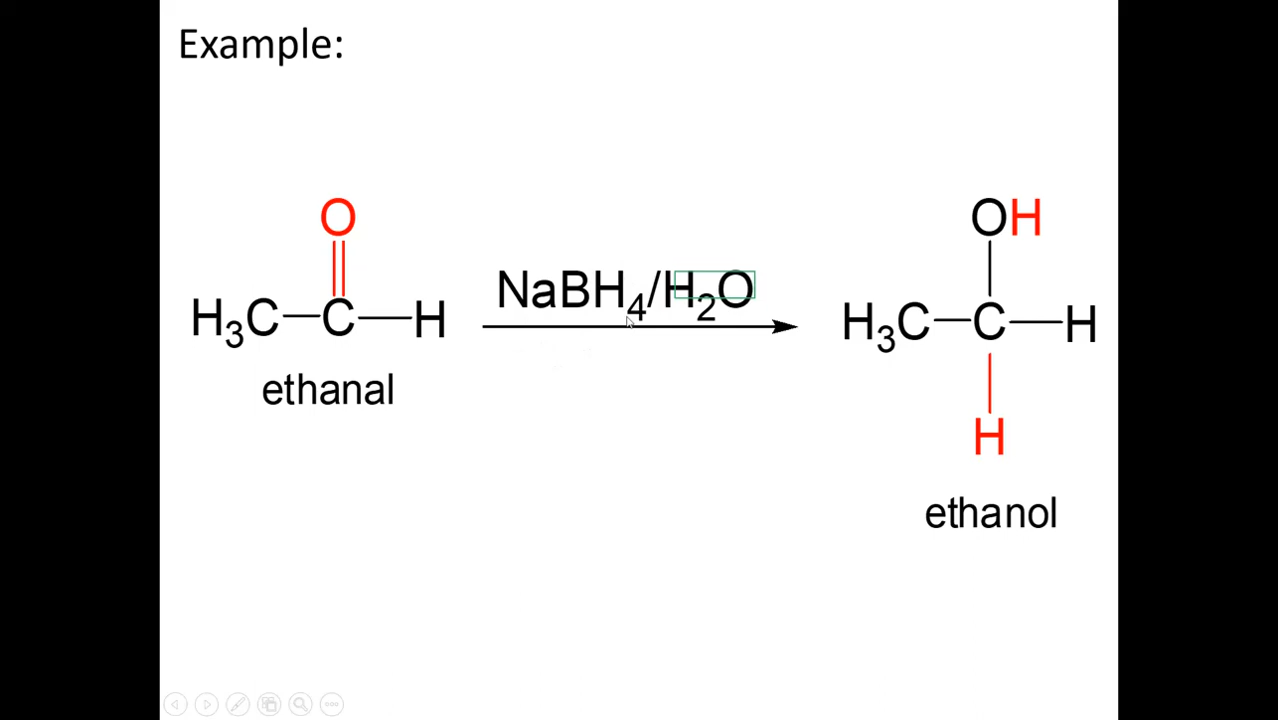 Example:
O
H₃C C H
ethanal
NaBH₄/H₂O
OH
H₃C C H
H
ethanol